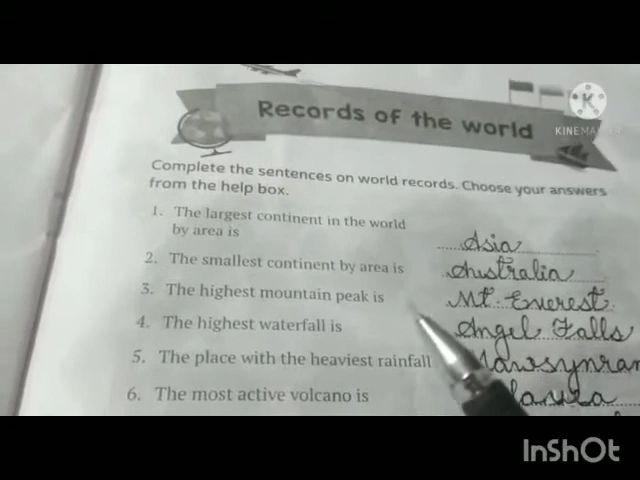 KINEMA
Records of the world
Complete the sentences on world records. Choose your answers
from the help box.
1. The largest continent in the world
by area is Asia
2. The smallest continent by area is Australia
3. The highest mountain peak is Mt. Everest.
4. The highest waterfall is Angel Falls
5. The place with the heaviest rainfall
6. The most active volcano is
InShOt